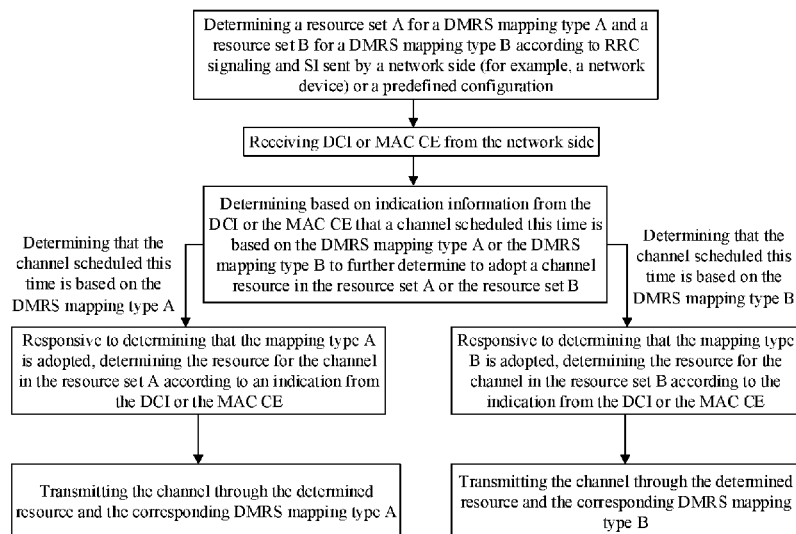 Determining a resource set A for a DMRS mapping type A and a
resource set B for a DMRS mapping type B according to RRC
signaling and SI sent by a network side (for example, a network
device) or a predefined configuration
Receiving DCI or MAC CE from the network side
Determining based on indication information from the
DCI or the MAC CE that a channel scheduled this time is
based on the DMRS mapping type A or the DMRS
mapping type B to further determine to adopt a channel
resource in the resource set A or the resource set B
Determining that the
channel scheduled this
time is based on the
DMRS mapping type A
Determining that the
channel scheduled this
time is based on the
DMRS mapping type B
Responsive to determining that the mapping type A
is adopted, determining the resource for the channel
in the resource set A according to an indication from
the DCI or the MAC CE
Responsive to determining that the mapping type
B is adopted, determining the resource for the
channel in the resource set B according to the
indication from the DCI or the MAC CE
Transmitting the channel through the determined
resource and the corresponding DMRS mapping type A
Transmitting the channel through the determined
resource and the corresponding DMRS mapping
type B